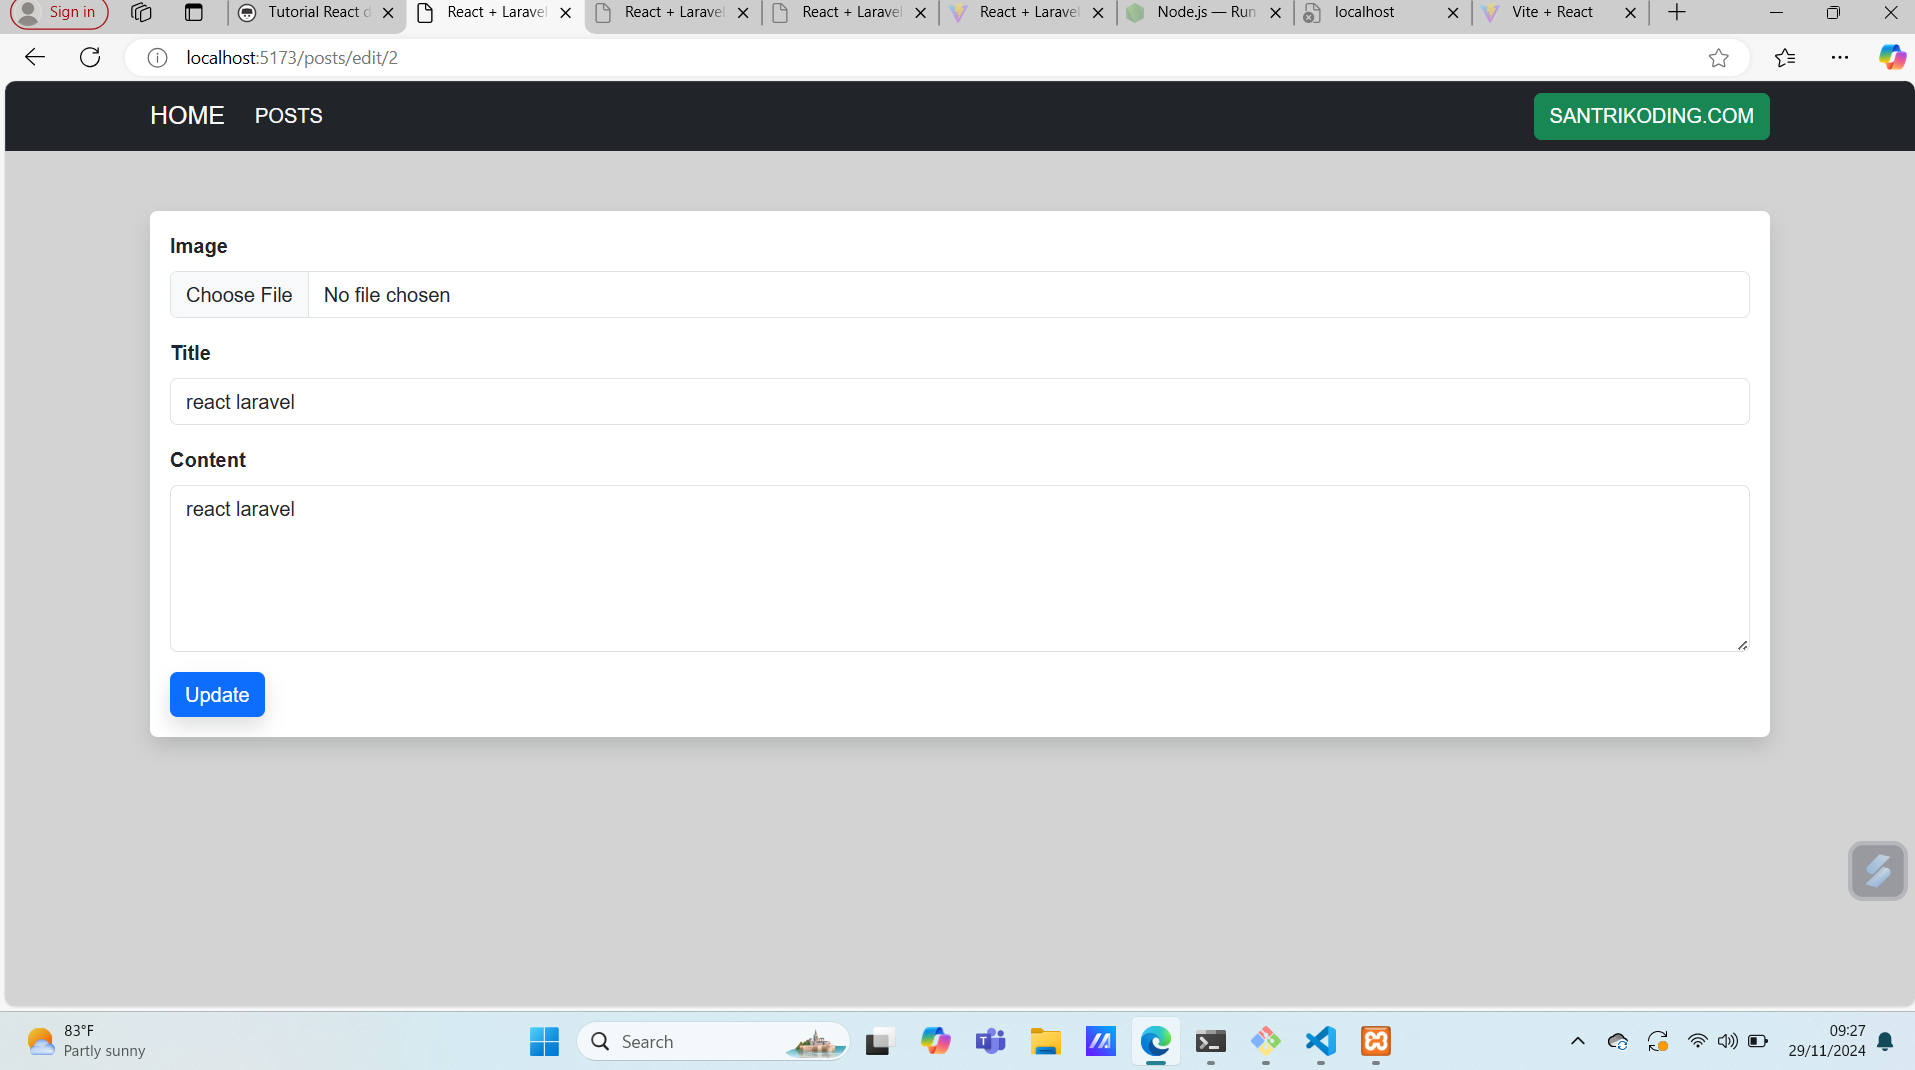 Sign in
Tutorial React d
React + Laravel
React + Laravel
React + Laravel
React + Laravel
Node.js — Run
localhost
Vite + React
localhost:5173/posts/edit/2
HOME
POSTS
SANTRIKODING.COM
Image
Choose File
No file chosen
Title
react laravel
Content
react laravel
Update
83°F
Partly sunny
Search
09:27
29/11/2024